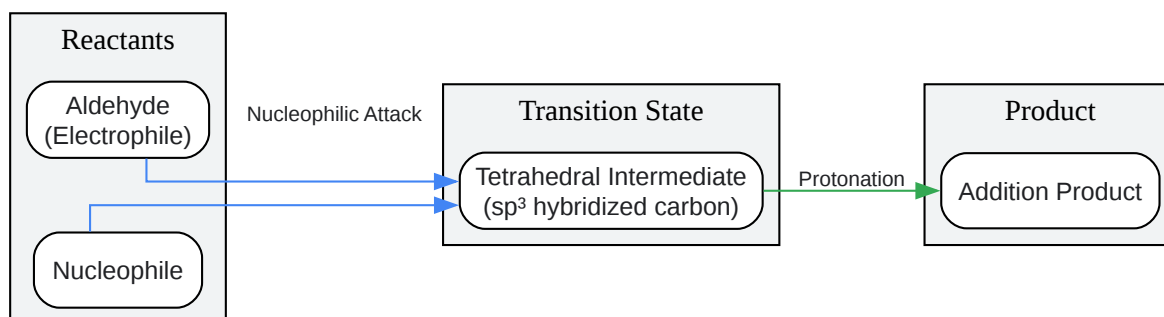 Reactants
Aldehyde
(Electrophile)
Nucleophile
Nucleophilic Attack
Transition State
Tetrahedral Intermediate
(sp³ hybridized carbon)
Protonation
Product
Addition Product